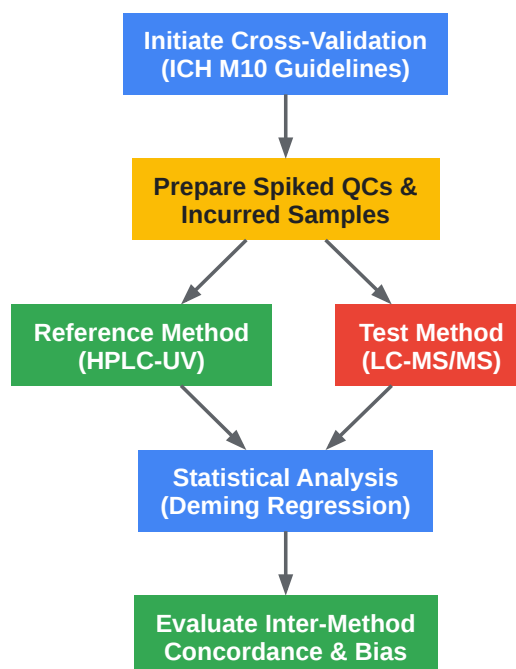 Initiate Cross-Validation
(ICH M10 Guidelines)
Prepare Spiked QCs &
Incurred Samples
Reference Method
(HPLC-UV)
Test Method
(LC-MS/MS)
Statistical Analysis
(Deming Regression)
Evaluate Inter-Method
Concordance & Bias